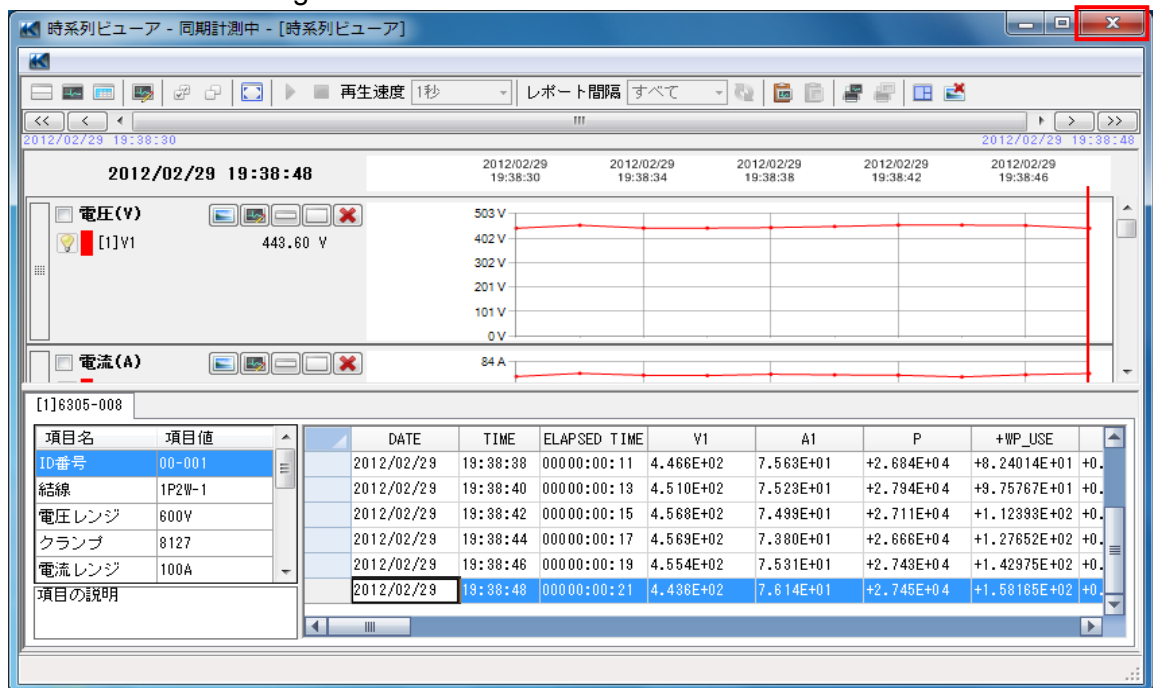 時系列ビューア - 同期計測中 - [時系列ビューア]
再生速度 1秒 レポート間隔 すべて
<< < > >>
2012/02/29 19:38:30 2012/02/29 19:38:48
2012/02/29 19:38:48
2012/02/29 2012/02/29 2012/02/29 2012/02/29 2012/02/29
19:38:30 19:38:34 19:38:38 19:38:42 19:38:46
電圧(V) 503 V
[1]V1 443.60 V 402 V
302 V
201 V
101 V
0 V
電流(A) 84 A
[1]6305-008
項目名 項目値
ID番号 00-001
結線 1P2W-1
電圧レンジ 600V
クランプ 8127
電流レンジ 100A
項目の説明
DATE TIME ELAPSED TIME V1 A1 P +WP_USE
2012/02/29 19:38:38 00000:00:11 4.466E+02 7.563E+01 +2.684E+04 +8.24014E+01 +0.
2012/02/29 19:38:40 00000:00:13 4.510E+02 7.523E+01 +2.794E+04 +9.75767E+01 +0.
2012/02/29 19:38:42 00000:00:15 4.568E+02 7.499E+01 +2.711E+04 +1.12393E+02 +0.
2012/02/29 19:38:44 00000:00:17 4.569E+02 7.380E+01 +2.666E+04 +1.27652E+02 +0.
2012/02/29 19:38:46 00000:00:19 4.554E+02 7.531E+01 +2.743E+04 +1.42975E+02 +0.
2012/02/29 19:38:48 00000:00:21 4.436E+02 7.614E+01 +2.745E+04 +1.58165E+02 +0.